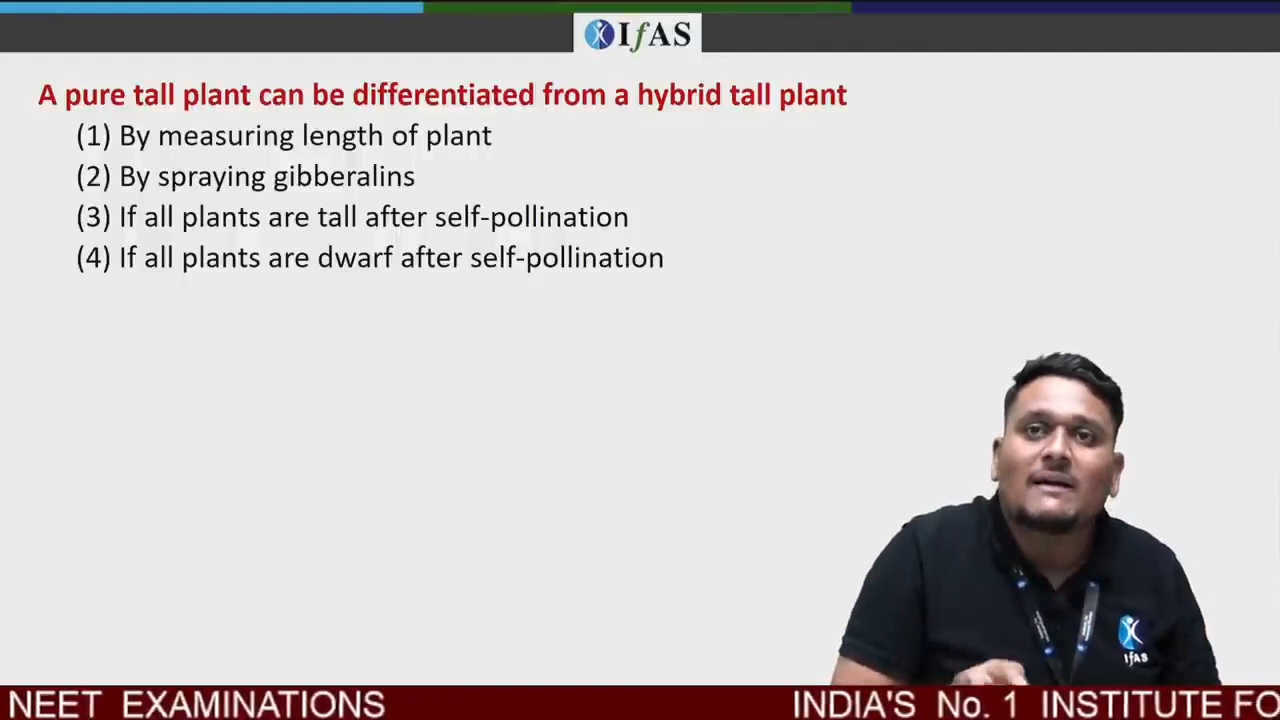 IfAS
A pure tall plant can be differentiated from a hybrid tall plant
(1) By measuring length of plant
(2) By spraying gibberalins
(3) If all plants are tall after self-pollination
(4) If all plants are dwarf after self-pollination
IfAS
NEET EXAMINATIONS INDIA'S No. 1 INSTITUTE FO